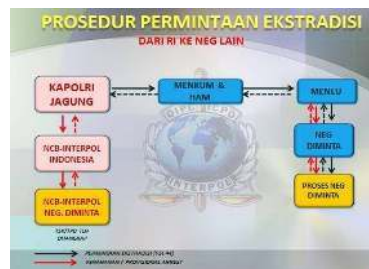 PROSEDUR PERMINTAAN EKSTRADISI
DARI RI KE NEG LAIN
KAPOLRI
JAGUNG
MENKUM &
HAM
MENLU
NCB-INTERPOL
INDONESIA
NEG
DIMINTA
NCB-INTERPOL
NEG. DIMINTA
PROSES NEG
DIMINTA
INTERPOL